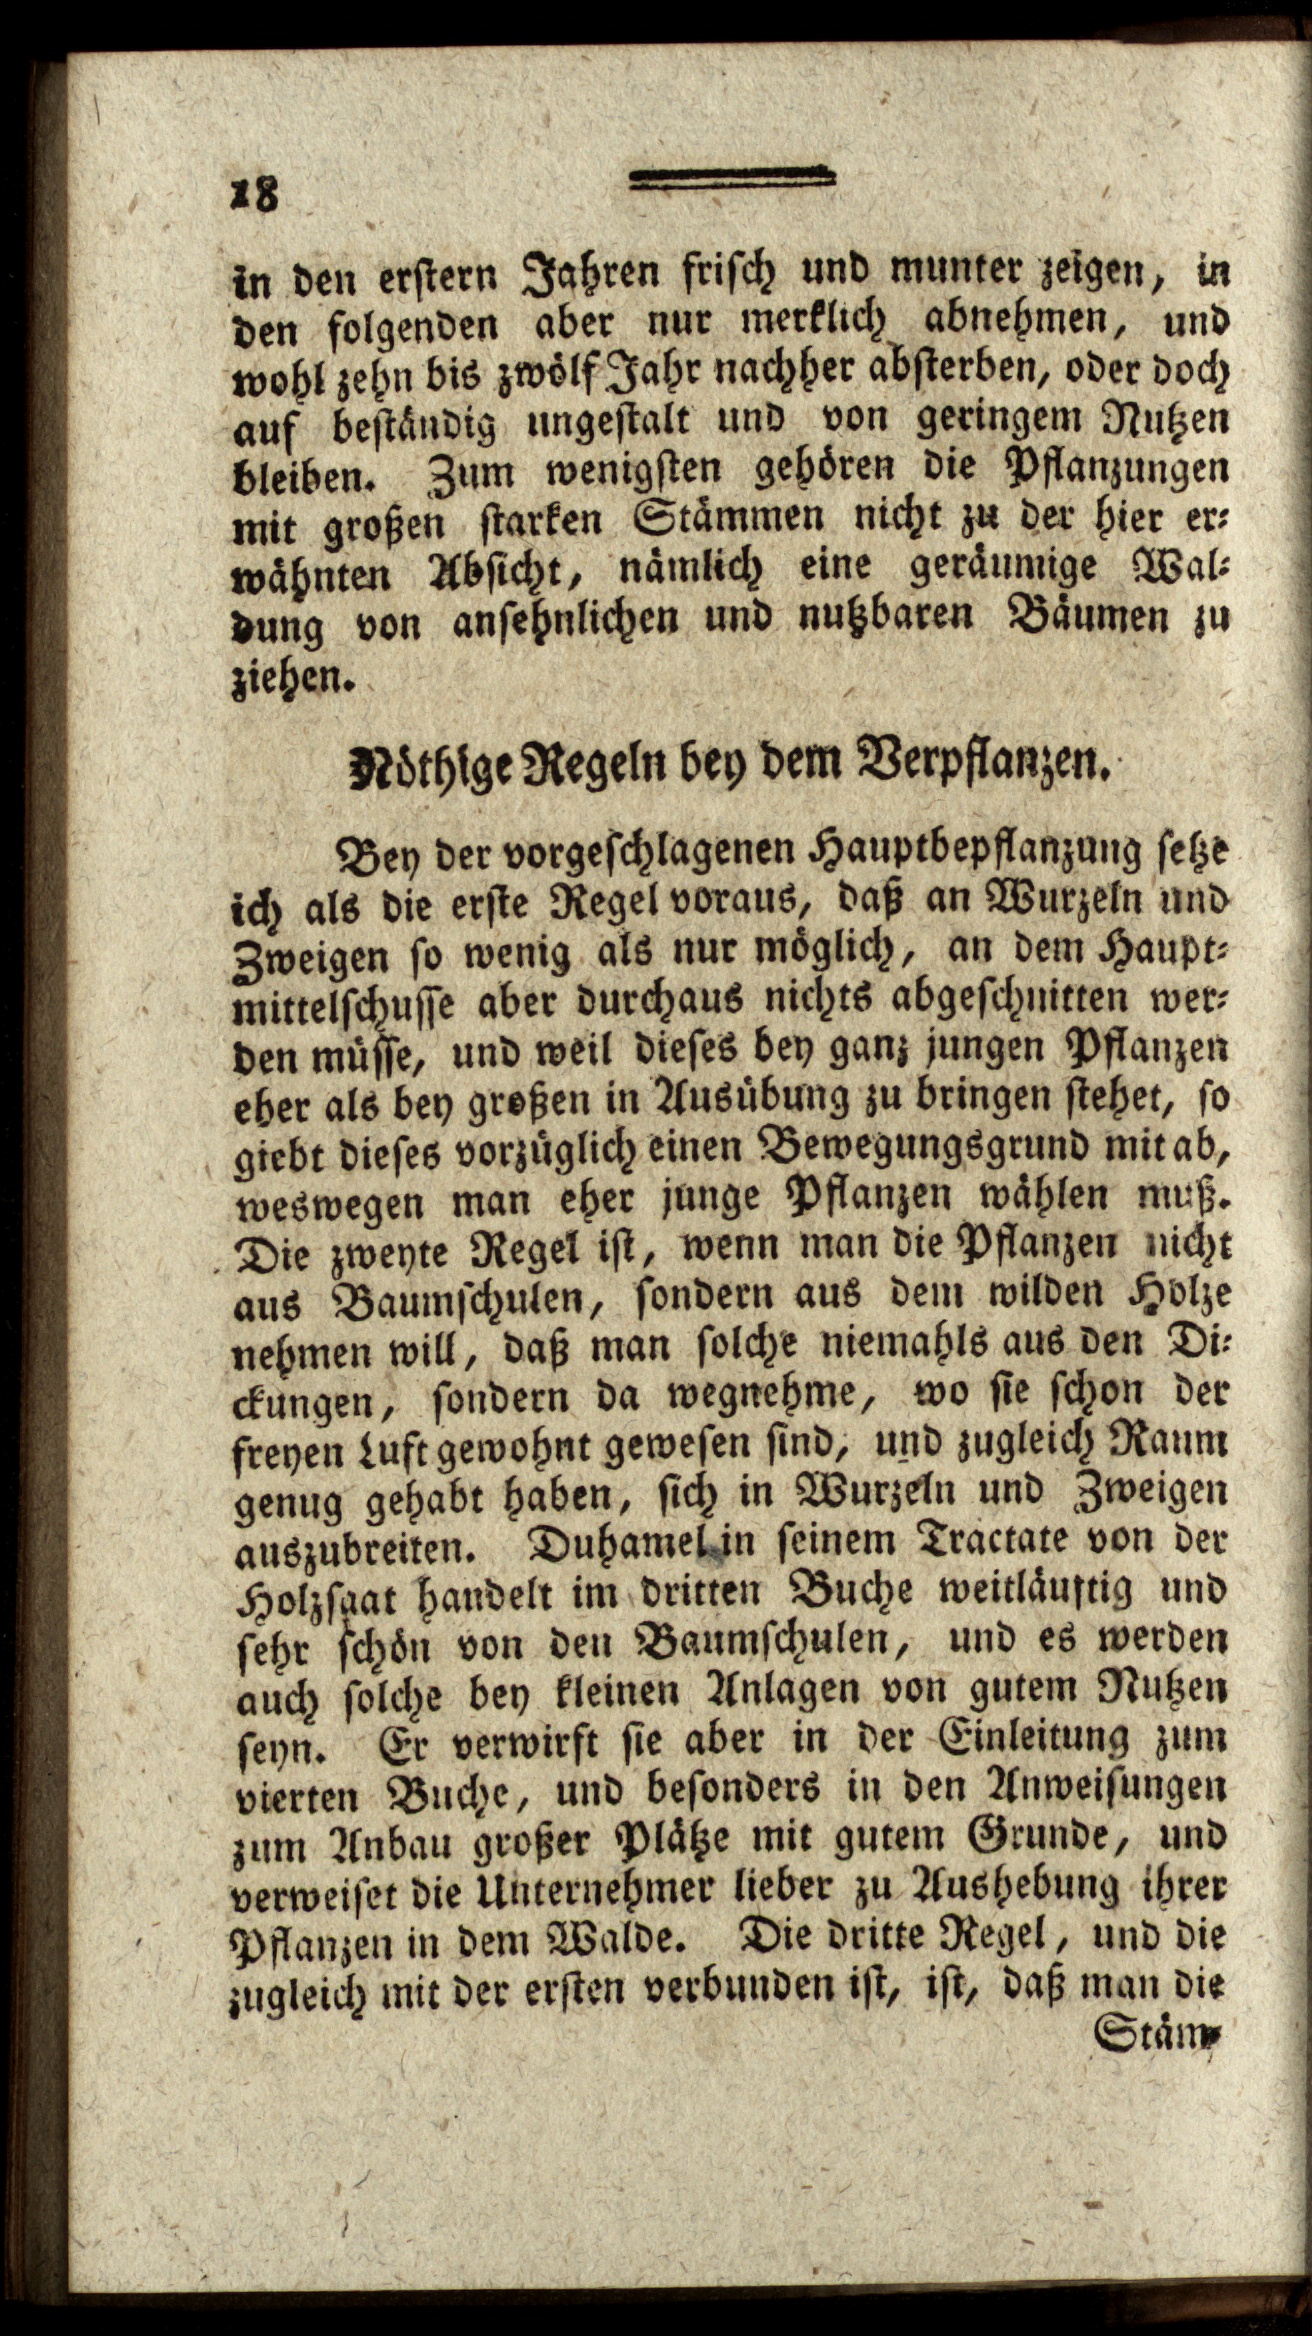 18
in den erstern Jahren frisch und munter zeigen, in
den folgenden aber nur merklich abnehmen, und
wohl zehn bis zwölf Jahr nachher absterben, oder doch
auf beständig ungestalt und von geringem Nutzen
bleiben. Zum wenigsten gehören die Pflanzungen
mit großen starken Stämmen nicht zu der hier er-
wähnten Absicht, nämlich eine geräumige Wal-
dung von ansehnlichen und nutzbaren Bäumen zu
ziehen.
Nöthige Regeln bey dem Verpflanzen.
Bey der vorgeschlagenen Hauptbepflanzung setze
ich als die erste Regel voraus, daß an Wurzeln und
Zweigen so wenig als nur möglich, an dem Haupt-
mittelschusse aber durchaus nichts abgeschnitten wer-
den müsse, und weil dieses bey ganz jungen Pflanzen
eher als bey großen in Ausübung zu bringen stehet, so
giebt dieses vorzüglich einen Bewegungsgrund mit ab,
weswegen man eher junge Pflanzen wählen muß.
Die zweyte Regel ist, wenn man die Pflanzen nicht
aus Baumschulen, sondern aus dem wilden Holze
nehmen will, daß man solche niemahls aus den Di-
ckungen, sondern da wegnehme, wo sie schon der
freyen Luft gewohnt gewesen sind, und zugleich Raum
genug gehabt haben, sich in Wurzeln und Zweigen
auszubreiten. Duhamel in seinem Tractate von der
Holzsaat handelt im dritten Buche weitläuftig und
sehr schön von den Baumschulen, und es werden
auch solche bey kleinen Anlagen von gutem Nutzen
seyn. Er verwirft sie aber in der Einleitung zum
vierten Buche, und besonders in den Anweisungen
zum Anbau großer Plätze mit gutem Grunde, und
verweiset die Unternehmer lieber zu Aushebung ihrer
Pflanzen in dem Walde. Die dritte Regel, und die
zugleich mit der ersten verbunden ist, ist, daß man die
Stäm-